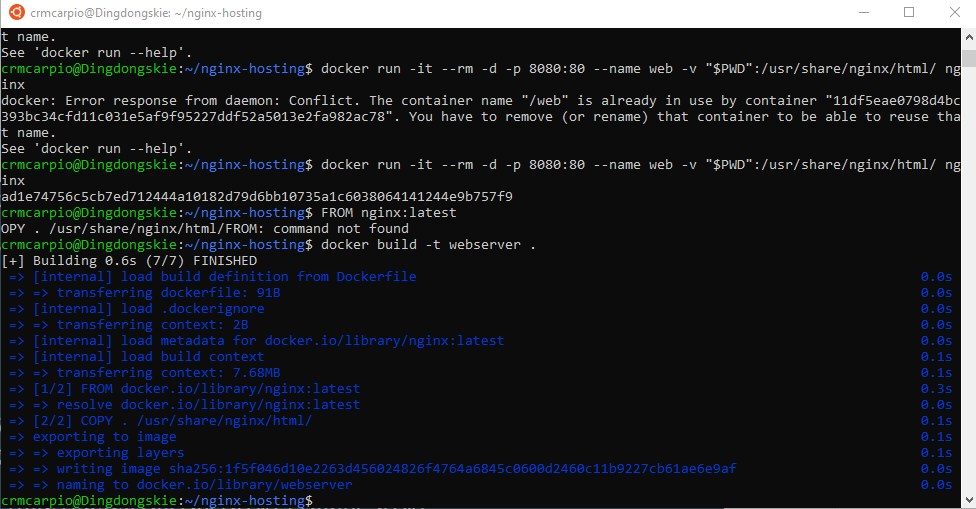 crmcarpio@Dingdongskie: ~/nginx-hosting
t name.
See 'docker run --help'.
crmcarpio@Dingdongskie:~/nginx-hosting$ docker run -it --rm -d -p 8080:80 --name web -v "$PWD":/usr/share/nginx/html/ ng
inx
docker: Error response from daemon: Conflict. The container name "/web" is already in use by container "11df5eae0798d4bc
393bc34cfd11c031e5af9f95227ddf52a5013e2fa982ac78". You have to remove (or rename) that container to be able to reuse tha
t name.
See 'docker run --help'.
crmcarpio@Dingdongskie:~/nginx-hosting$ docker run -it --rm -d -p 8080:80 --name web -v "$PWD":/usr/share/nginx/html/ ng
inx
ad1e74756c5cb7ed712444a10182d79d6bb10735a1c6038064141244e9b757f9
crmcarpio@Dingdongskie:~/nginx-hosting$ FROM nginx:latest
OPY . /usr/share/nginx/html/FROM: command not found
crmcarpio@Dingdongskie:~/nginx-hosting$ docker build -t webserver .
[+] Building 0.6s (7/7) FINISHED
=> [internal] load build definition from Dockerfile 0.0s
=> => transferring dockerfile: 91B 0.0s
=> [internal] load .dockerignore 0.0s
=> => transferring context: 2B 0.0s
=> [internal] load metadata for docker.io/library/nginx:latest 0.0s
=> [internal] load build context 0.1s
=> => transferring context: 7.68MB 0.1s
=> [1/2] FROM docker.io/library/nginx:latest 0.3s
=> => resolve docker.io/library/nginx:latest 0.0s
=> [2/2] COPY . /usr/share/nginx/html/ 0.1s
=> exporting to image 0.1s
=> => exporting layers 0.1s
=> => writing image sha256:1f5f046d10e2263d456024826f4764a6845c0600d2460c11b9227cb61ae6e9af 0.0s
=> => naming to docker.io/library/webserver 0.0s
crmcarpio@Dingdongskie:~/nginx-hosting$